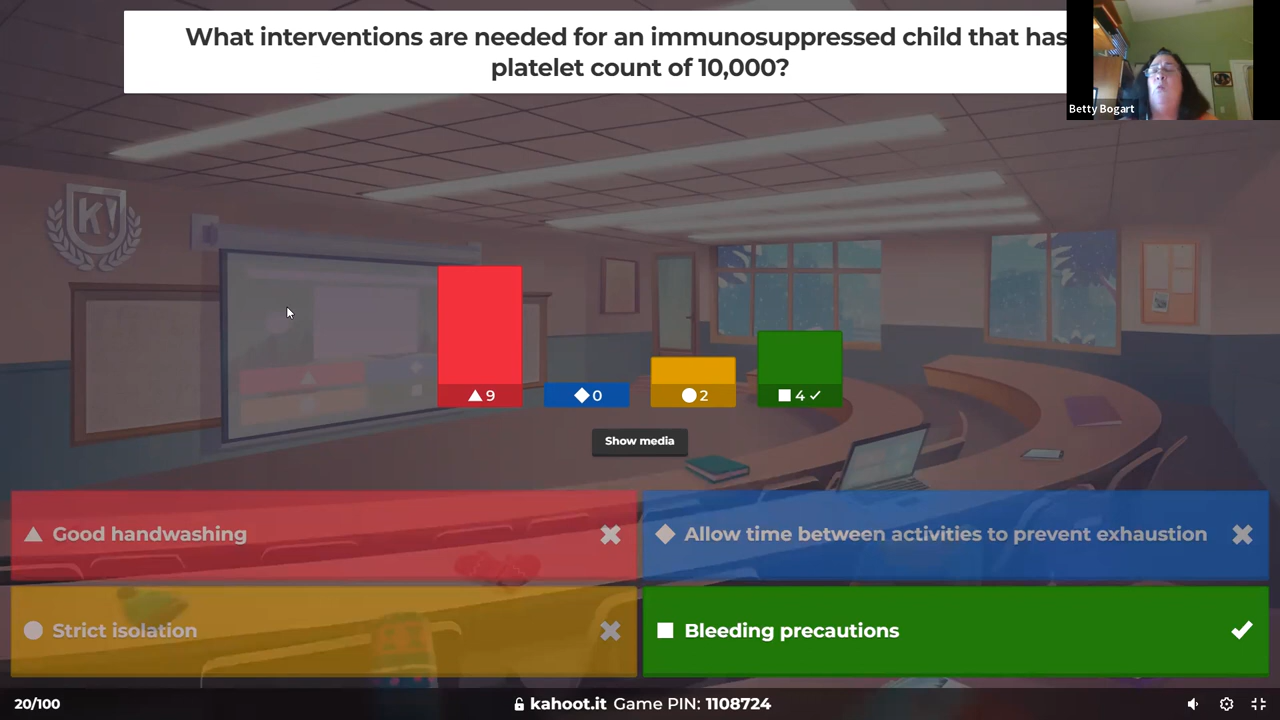 What interventions are needed for an immunosuppressed child that has
platelet count of 10,000?
Betty Bogart
K!
9
0
2
4
Show media
Good handwashing
Allow time between activities to prevent exhaustion
Strict isolation
Bleeding precautions
20/100
kahoot.it Game PIN: 1108724